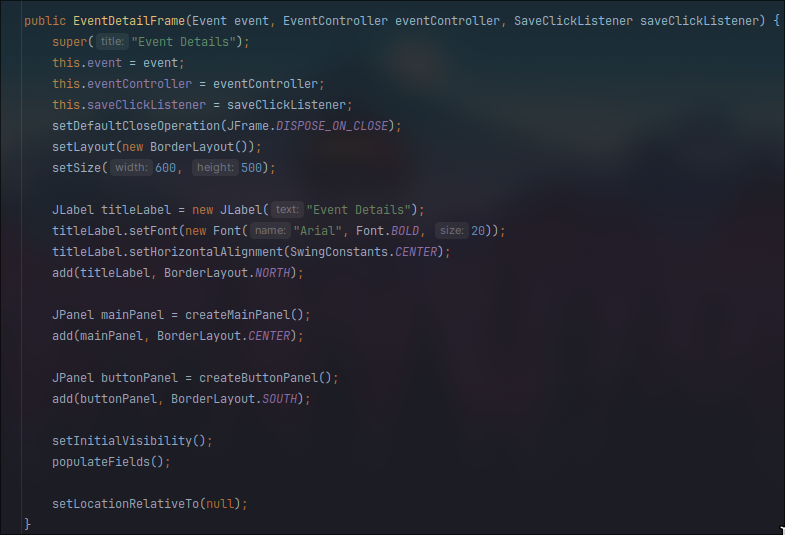 public EventDetailFrame(Event event, EventController eventController, SaveClickListener saveClickListener) {
super( title: "Event Details");
this.event = event;
this.eventController = eventController;
this.saveClickListener = saveClickListener;
setDefaultCloseOperation(JFrame.DISPOSE_ON_CLOSE);
setLayout(new BorderLayout());
setSize( width: 600, height: 500);
JLabel titleLabel = new JLabel( text: "Event Details");
titleLabel.setFont(new Font( name: "Arial", Font.BOLD, size: 20));
titleLabel.setHorizontalAlignment(SwingConstants.CENTER);
add(titleLabel, BorderLayout.NORTH);
JPanel mainPanel = createMainPanel();
add(mainPanel, BorderLayout.CENTER);
JPanel buttonPanel = createButtonPanel();
add(buttonPanel, BorderLayout.SOUTH);
setInitialVisibility();
populateFields();
setLocationRelativeTo(null);
}